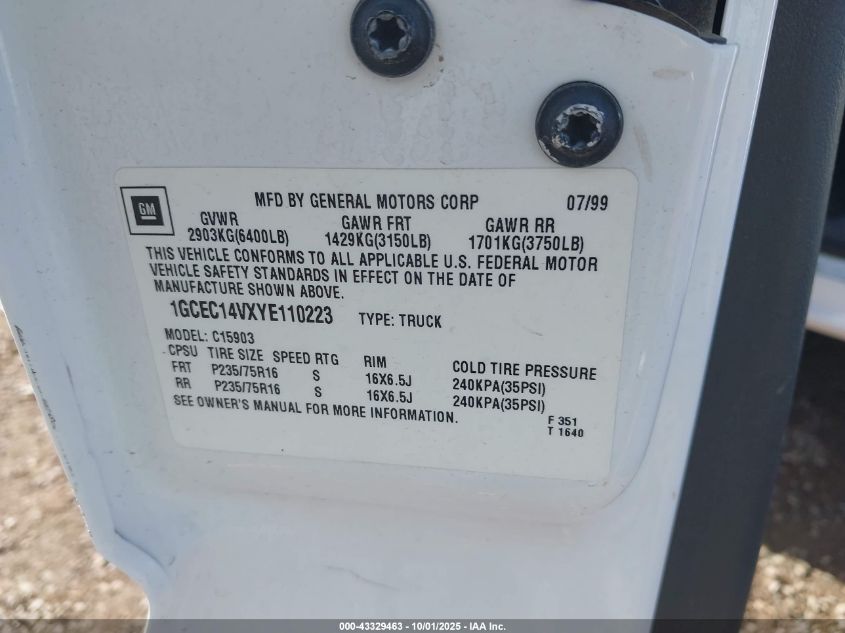 GM
MFD BY GENERAL MOTORS CORP 07/99
GVWR GAWR FRT GAWR RR
2903KG(6400LB) 1429KG(3150LB) 1701KG(3750LB)
THIS VEHICLE CONFORMS TO ALL APPLICABLE U.S. FEDERAL MOTOR
VEHICLE SAFETY STANDARDS IN EFFECT ON THE DATE OF
MANUFACTURE SHOWN ABOVE.
1GCEC14VXYE110223 TYPE: TRUCK
MODEL: C15903
CPSU TIRE SIZE SPEED RTG RIM COLD TIRE PRESSURE
FRT P235/75R16 S 16X6.5J 240KPA(35PSI)
RR P235/75R16 S 16X6.5J 240KPA(35PSI)
SEE OWNER'S MANUAL FOR MORE INFORMATION.
F 351
T 1640
000-43329463 - 10/01/2025 - IAA Inc.